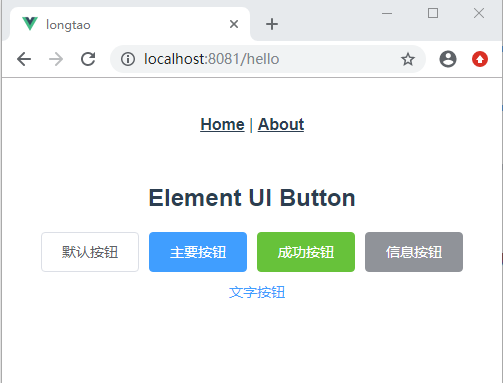 longtao
localhost:8081/hello
Home | About
Element UI Button
默认按钮 主要按钮 成功按钮 信息按钮
文字按钮